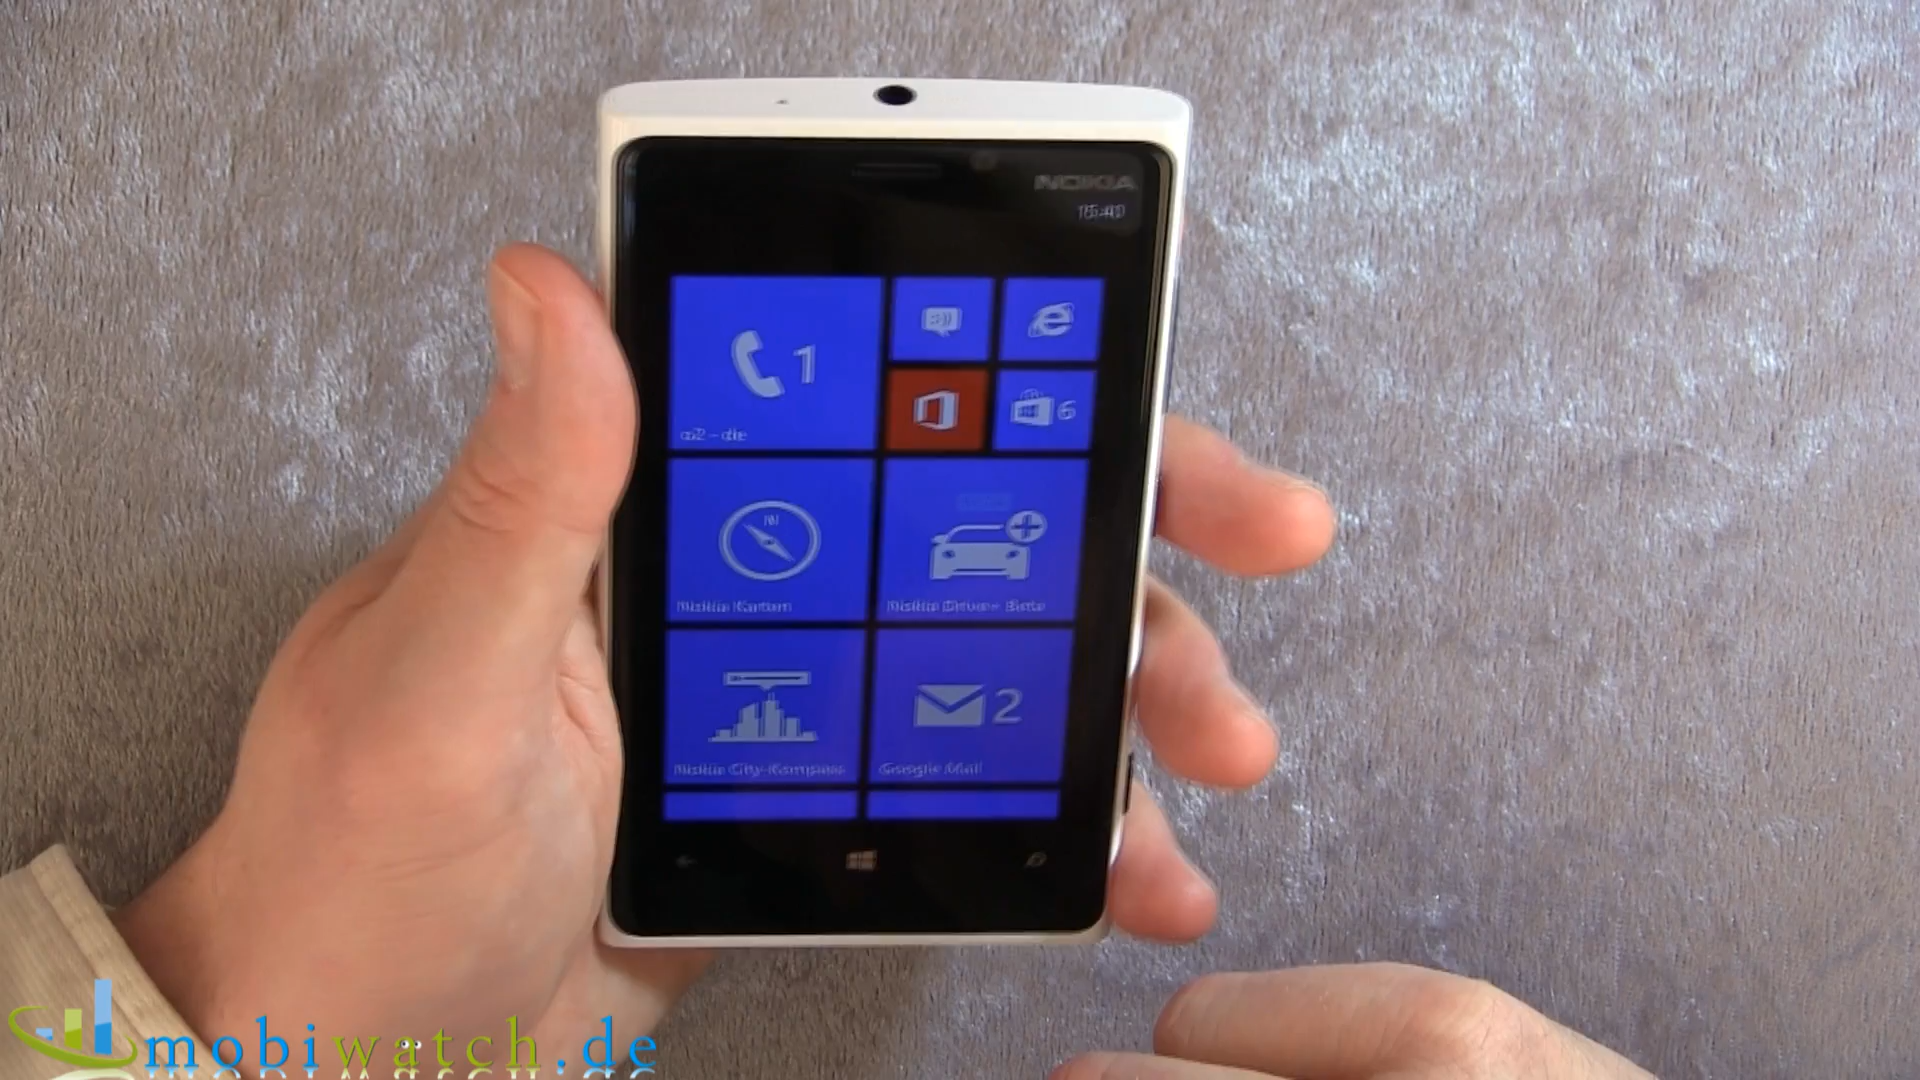 NOKIA
15:40
1
6
o2 - de
N
Nokia Karten
Nokia Drive+ Beta
2
Nokia City-Kompass
Google Mail
mobiwatch.de